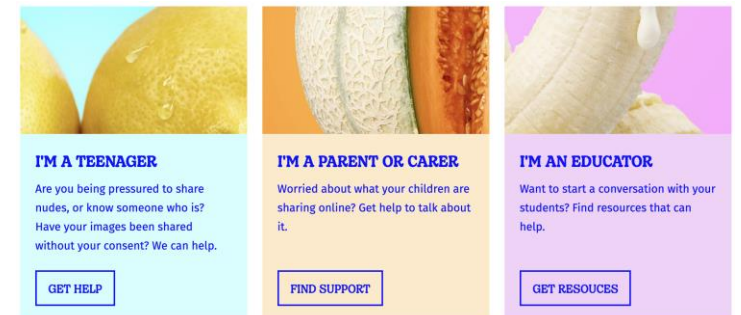 I'M A TEENAGER
Are you being pressured to share
nudes, or know someone who is?
Have your images been shared
without your consent? We can help.
GET HELP
I'M A PARENT OR CARER
Worried about what your children are
sharing online? Get help to talk about
it.
FIND SUPPORT
I'M AN EDUCATOR
Want to start a conversation with your
students? Find resources that can
help.
GET RESOUCES